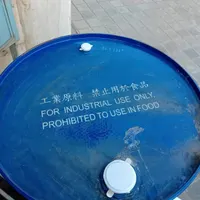 工業原料 禁止用於食品
FOR INDUSTRIAL USE ONLY.
PROHIBITED TO USE IN FOOD